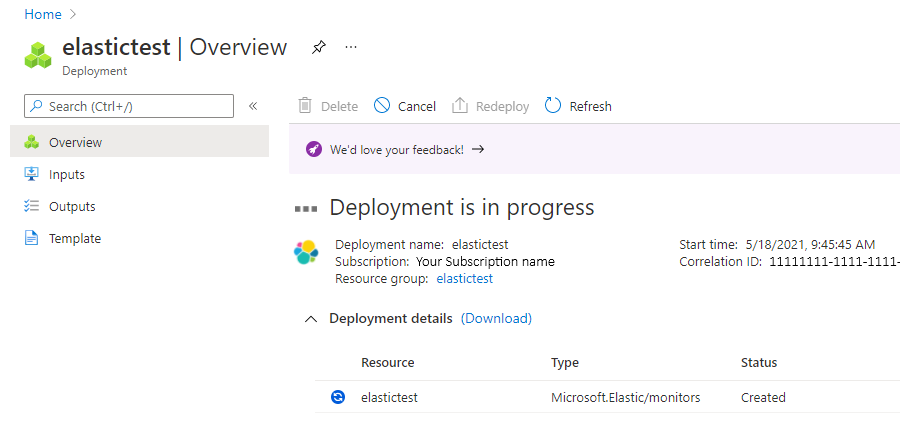 Home
elastictest | Overview
Deployment
Search (Ctrl+/)
Delete Cancel Redeploy Refresh
Overview
Inputs
Outputs
Template
We'd love your feedback!
Deployment is in progress
Deployment name: elastictest Start time: 5/18/2021, 9:45:45 AM
Subscription: Your Subscription name Correlation ID: 11111111-1111-1111-
Resource group: elastictest
Deployment details (Download)
Resource Type Status
elastictest Microsoft.Elastic/monitors Created